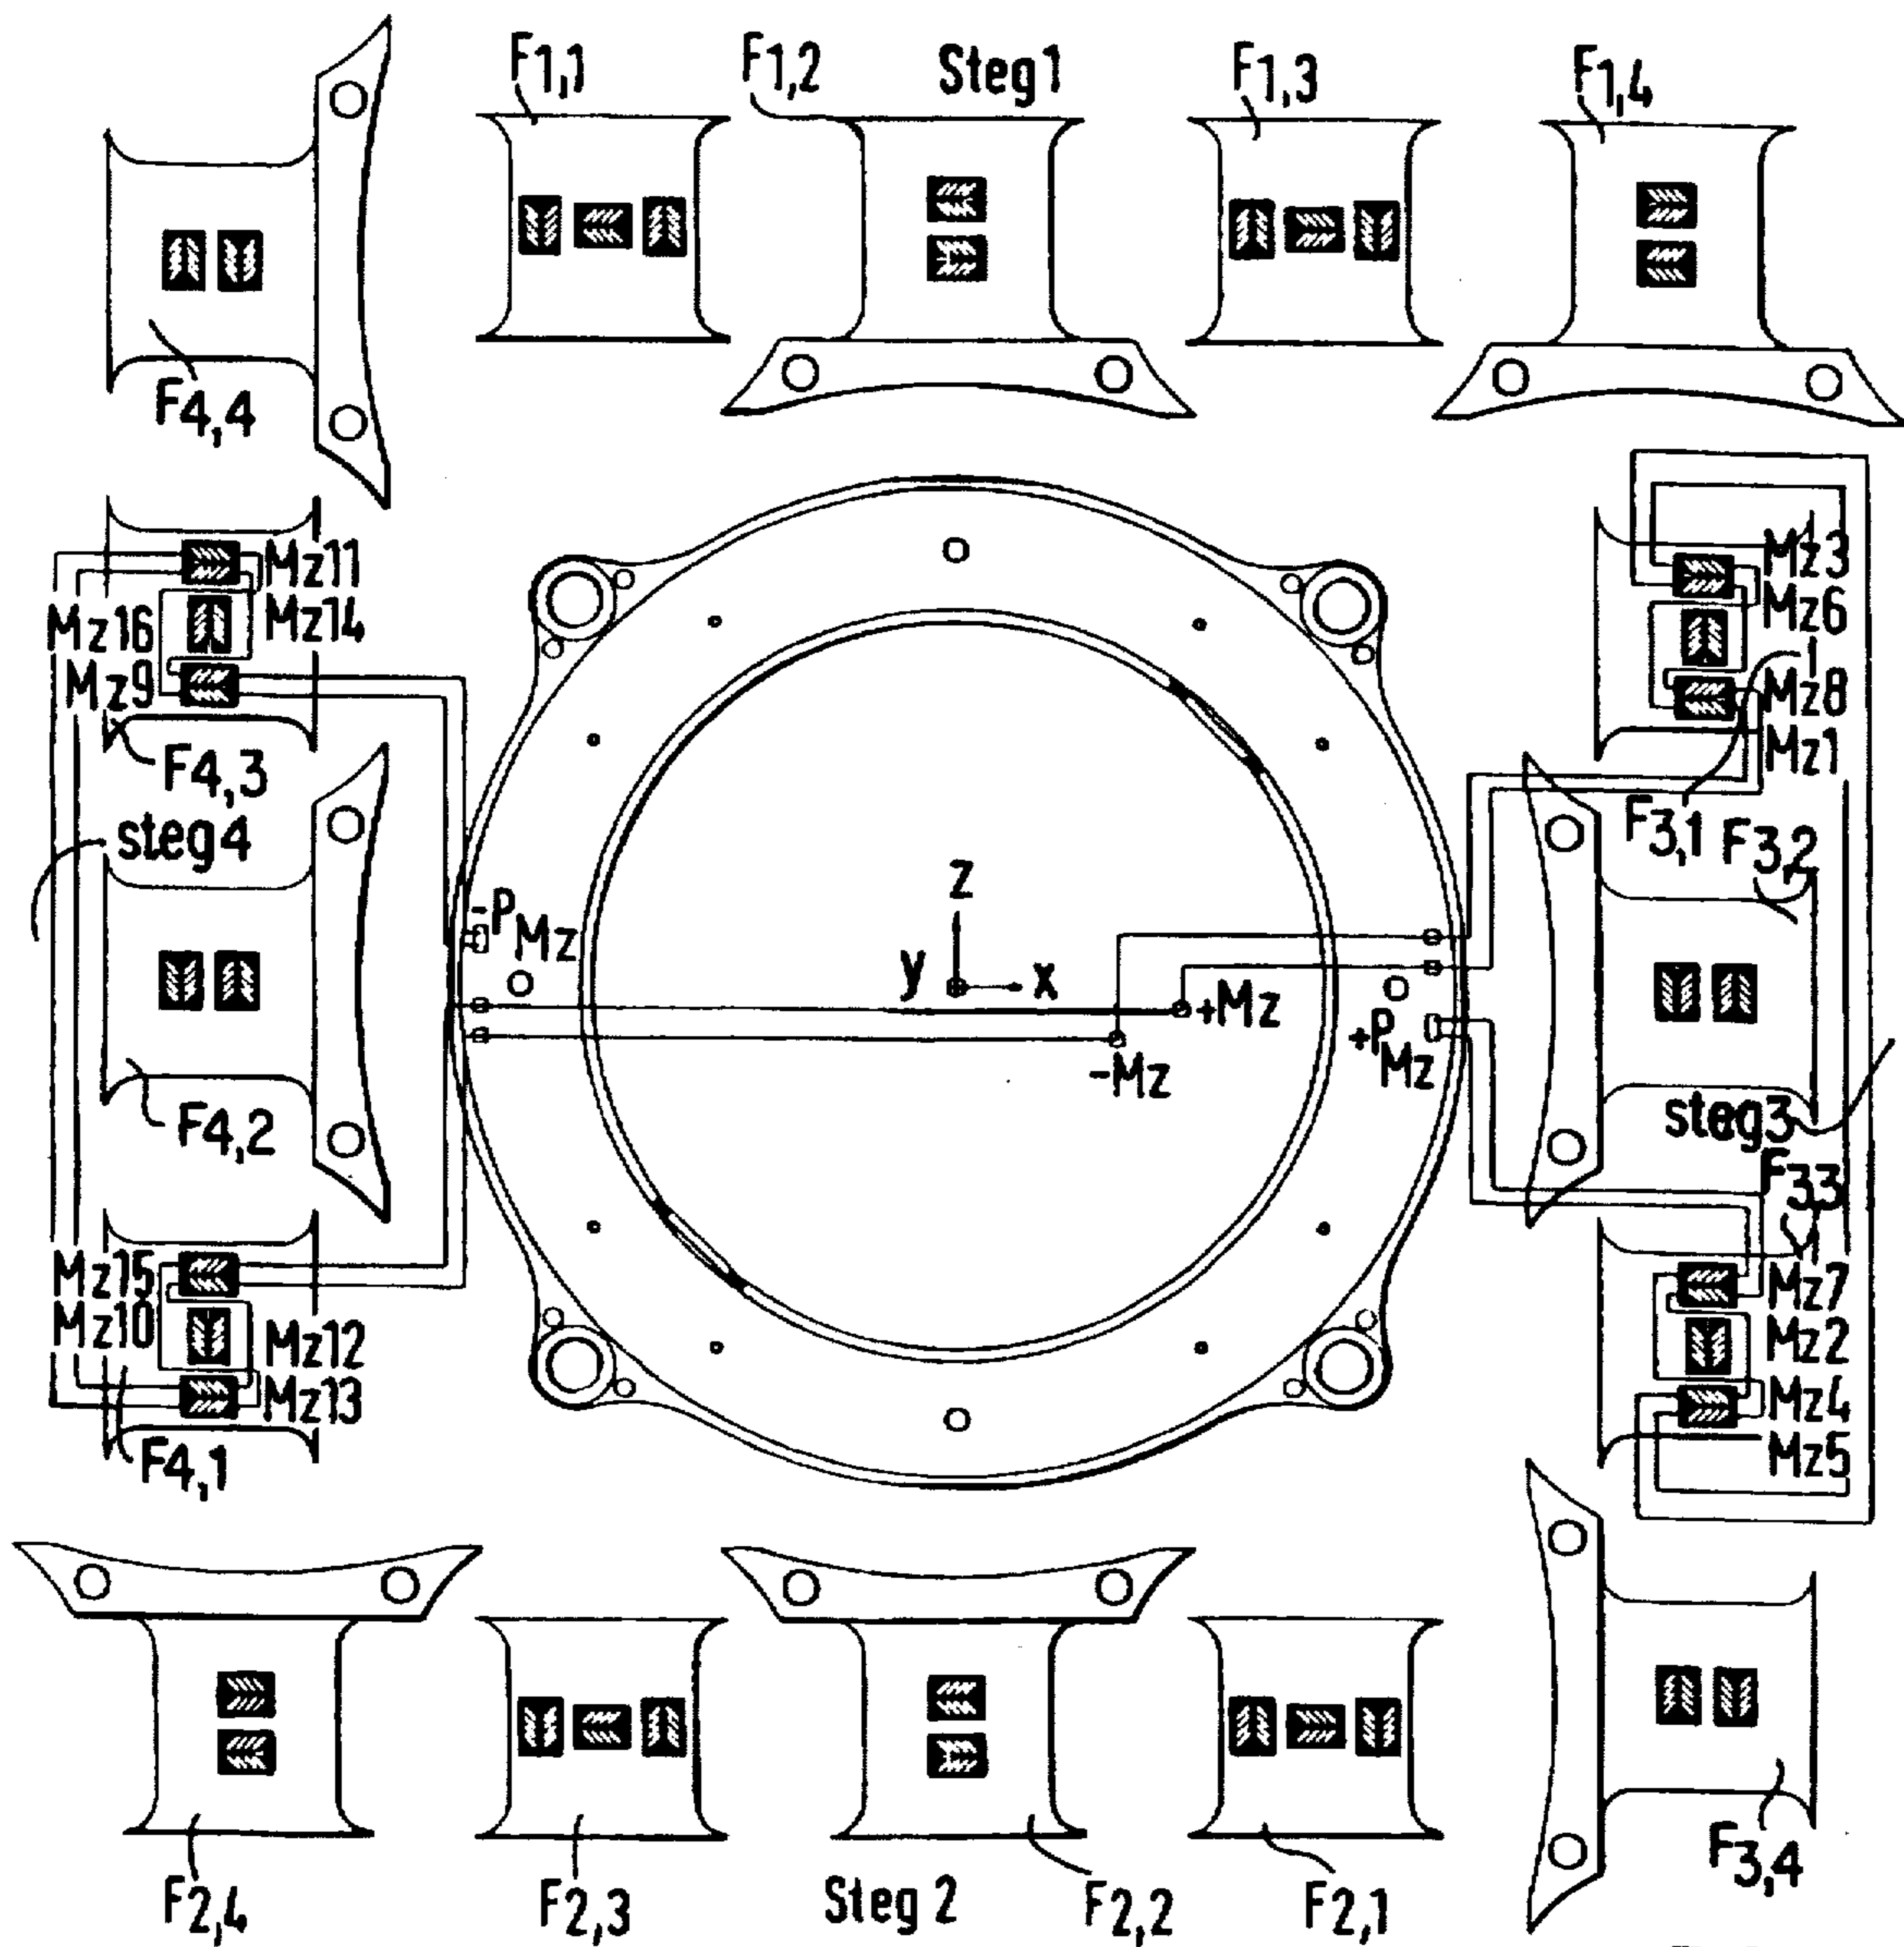 F1,1
F1,2
Steg1
F1,3
F1,4
F4,4
Mz11
Mz14
Mz16
Mz9
F4,3
Mz3
Mz6
Mz8
Mz1
F3,1
F3,2
steg4
-PMz
z
y
x
+Mz
-Mz
+PMz
F4,2
steg3
F33
Mz15
Mz10
Mz12
Mz13
F4,1
Mz7
Mz2
Mz4
Mz5
F2,4
F2,3
Steg 2
F2,2
F2,1
F3,4